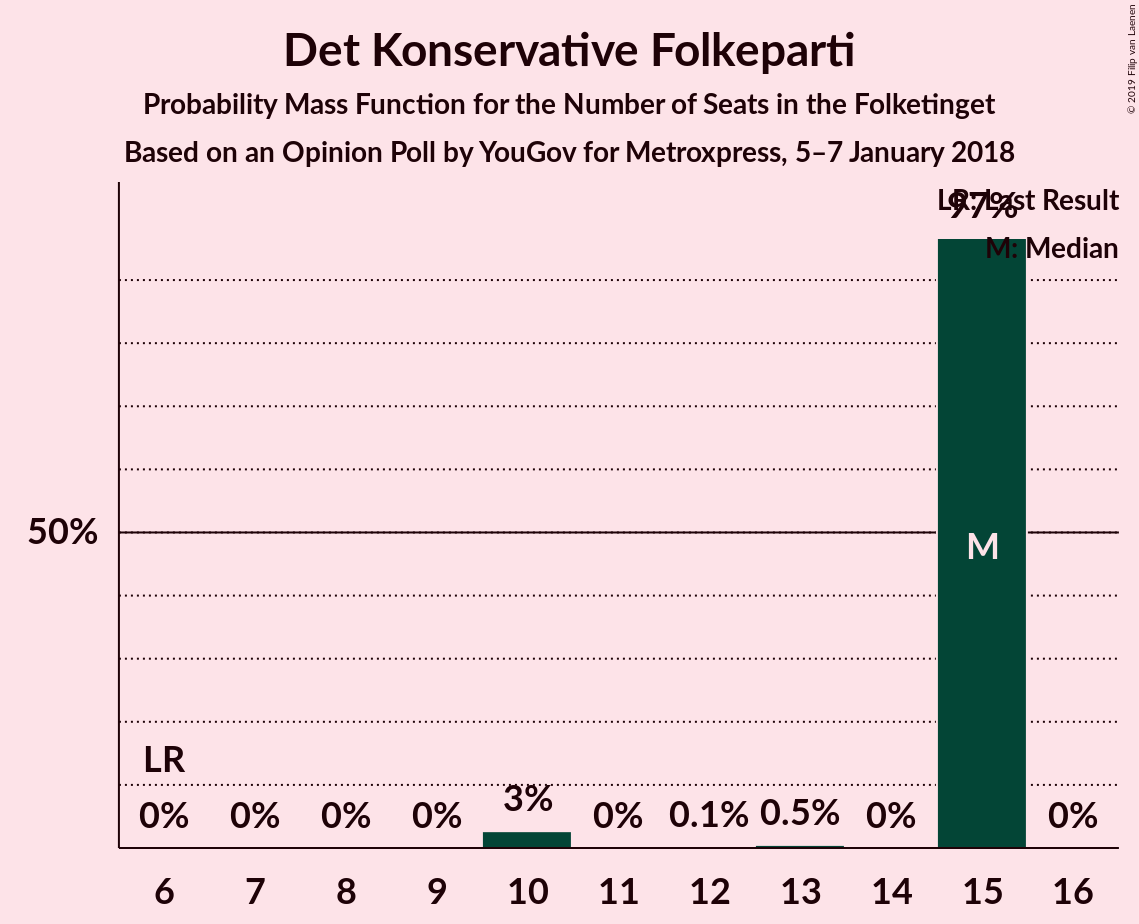 Det Konservative Folkeparti
Probability Mass Function for the Number of Seats in the Folketinget
Based on an Opinion Poll by YouGov for Metroxpress, 5–7 January 2018
© 2019 Filip van Laenen
LR: Last Result
97%
M: Median
50%
M
LR
0% 0% 0% 0% 3% 0% 0.1% 0.5% 0% 0%
6 7 8 9 10 11 12 13 14 15 16